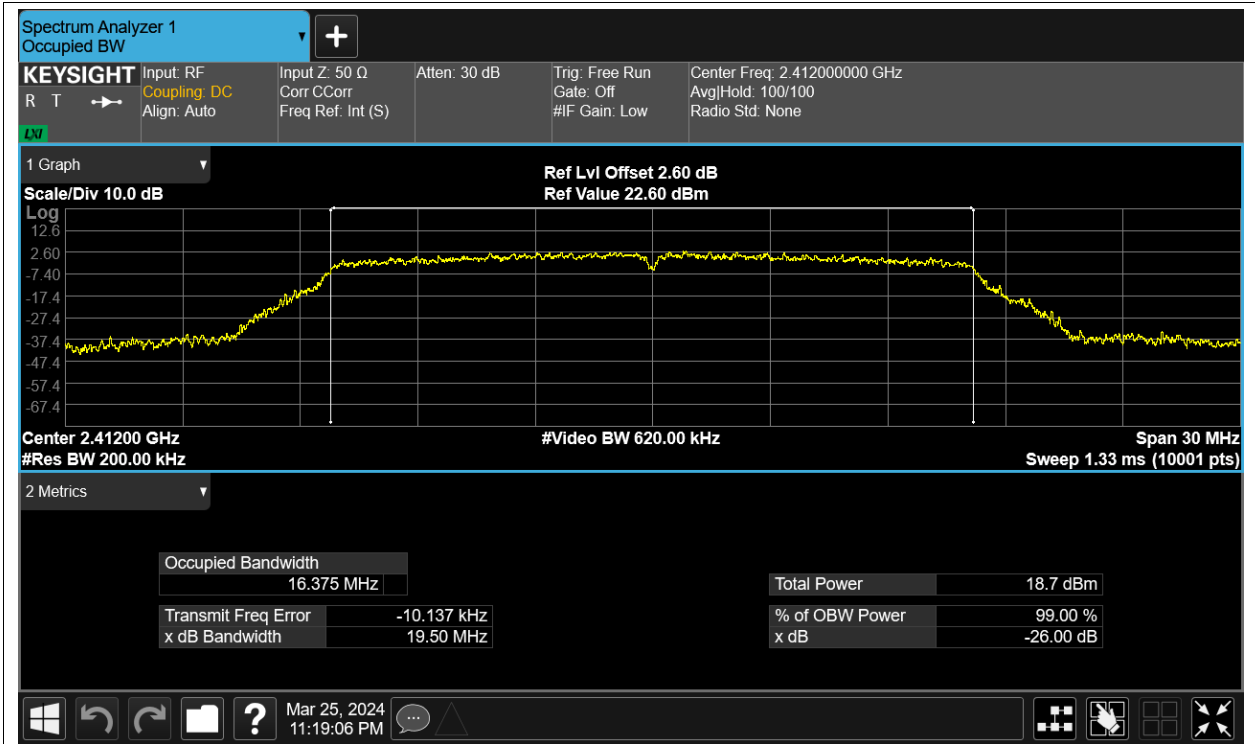 Spectrum Analyzer 1
Occupied BW
+
KEYSIGHT
R T
LXI
Input: RF
Coupling: DC
Align: Auto
Input Z: 50 Ω
Corr CCorr
Freq Ref: Int (S)
Atten: 30 dB
Trig: Free Run
Gate: Off
#IF Gain: Low
Center Freq: 2.412000000 GHz
Avg|Hold: 100/100
Radio Std: None
1 Graph
Scale/Div 10.0 dB
Ref Lvl Offset 2.60 dB
Ref Value 22.60 dBm
Log
12.6
2.60
-7.40
-17.4
-27.4
-37.4
-47.4
-57.4
-67.4
Center 2.41200 GHz
#Res BW 200.00 kHz
#Video BW 620.00 kHz
Span 30 MHz
Sweep 1.33 ms (10001 pts)
2 Metrics
Occupied Bandwidth
16.375 MHz
Transmit Freq Error -10.137 kHz
x dB Bandwidth 19.50 MHz
Total Power 18.7 dBm
% of OBW Power 99.00 %
x dB -26.00 dB
?
Mar 25, 2024
11:19:06 PM